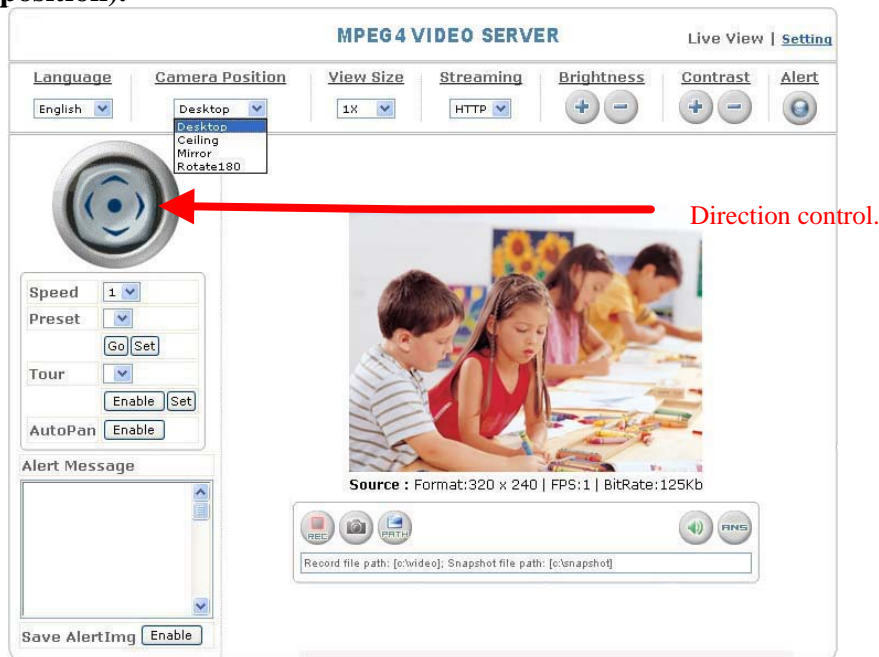 position).
MPEG4 VIDEO SERVER
Live View | Setting
Language Camera Position View Size Streaming Brightness Contrast Alert
English Desktop 1X HTTP + −
+ −
Desktop
Ceiling
Mirror
Rotate180
Direction control.
Speed 1
Preset
Go Set
Tour
Enable Set
AutoPan Enable
Alert Message
Source : Format:320 x 240 | FPS:1 | BitRate:125Kb
REC PATH ANS
Record file path: [c:\video]; Snapshot file path: [c:\snapshot]
Save AlertImg Enable